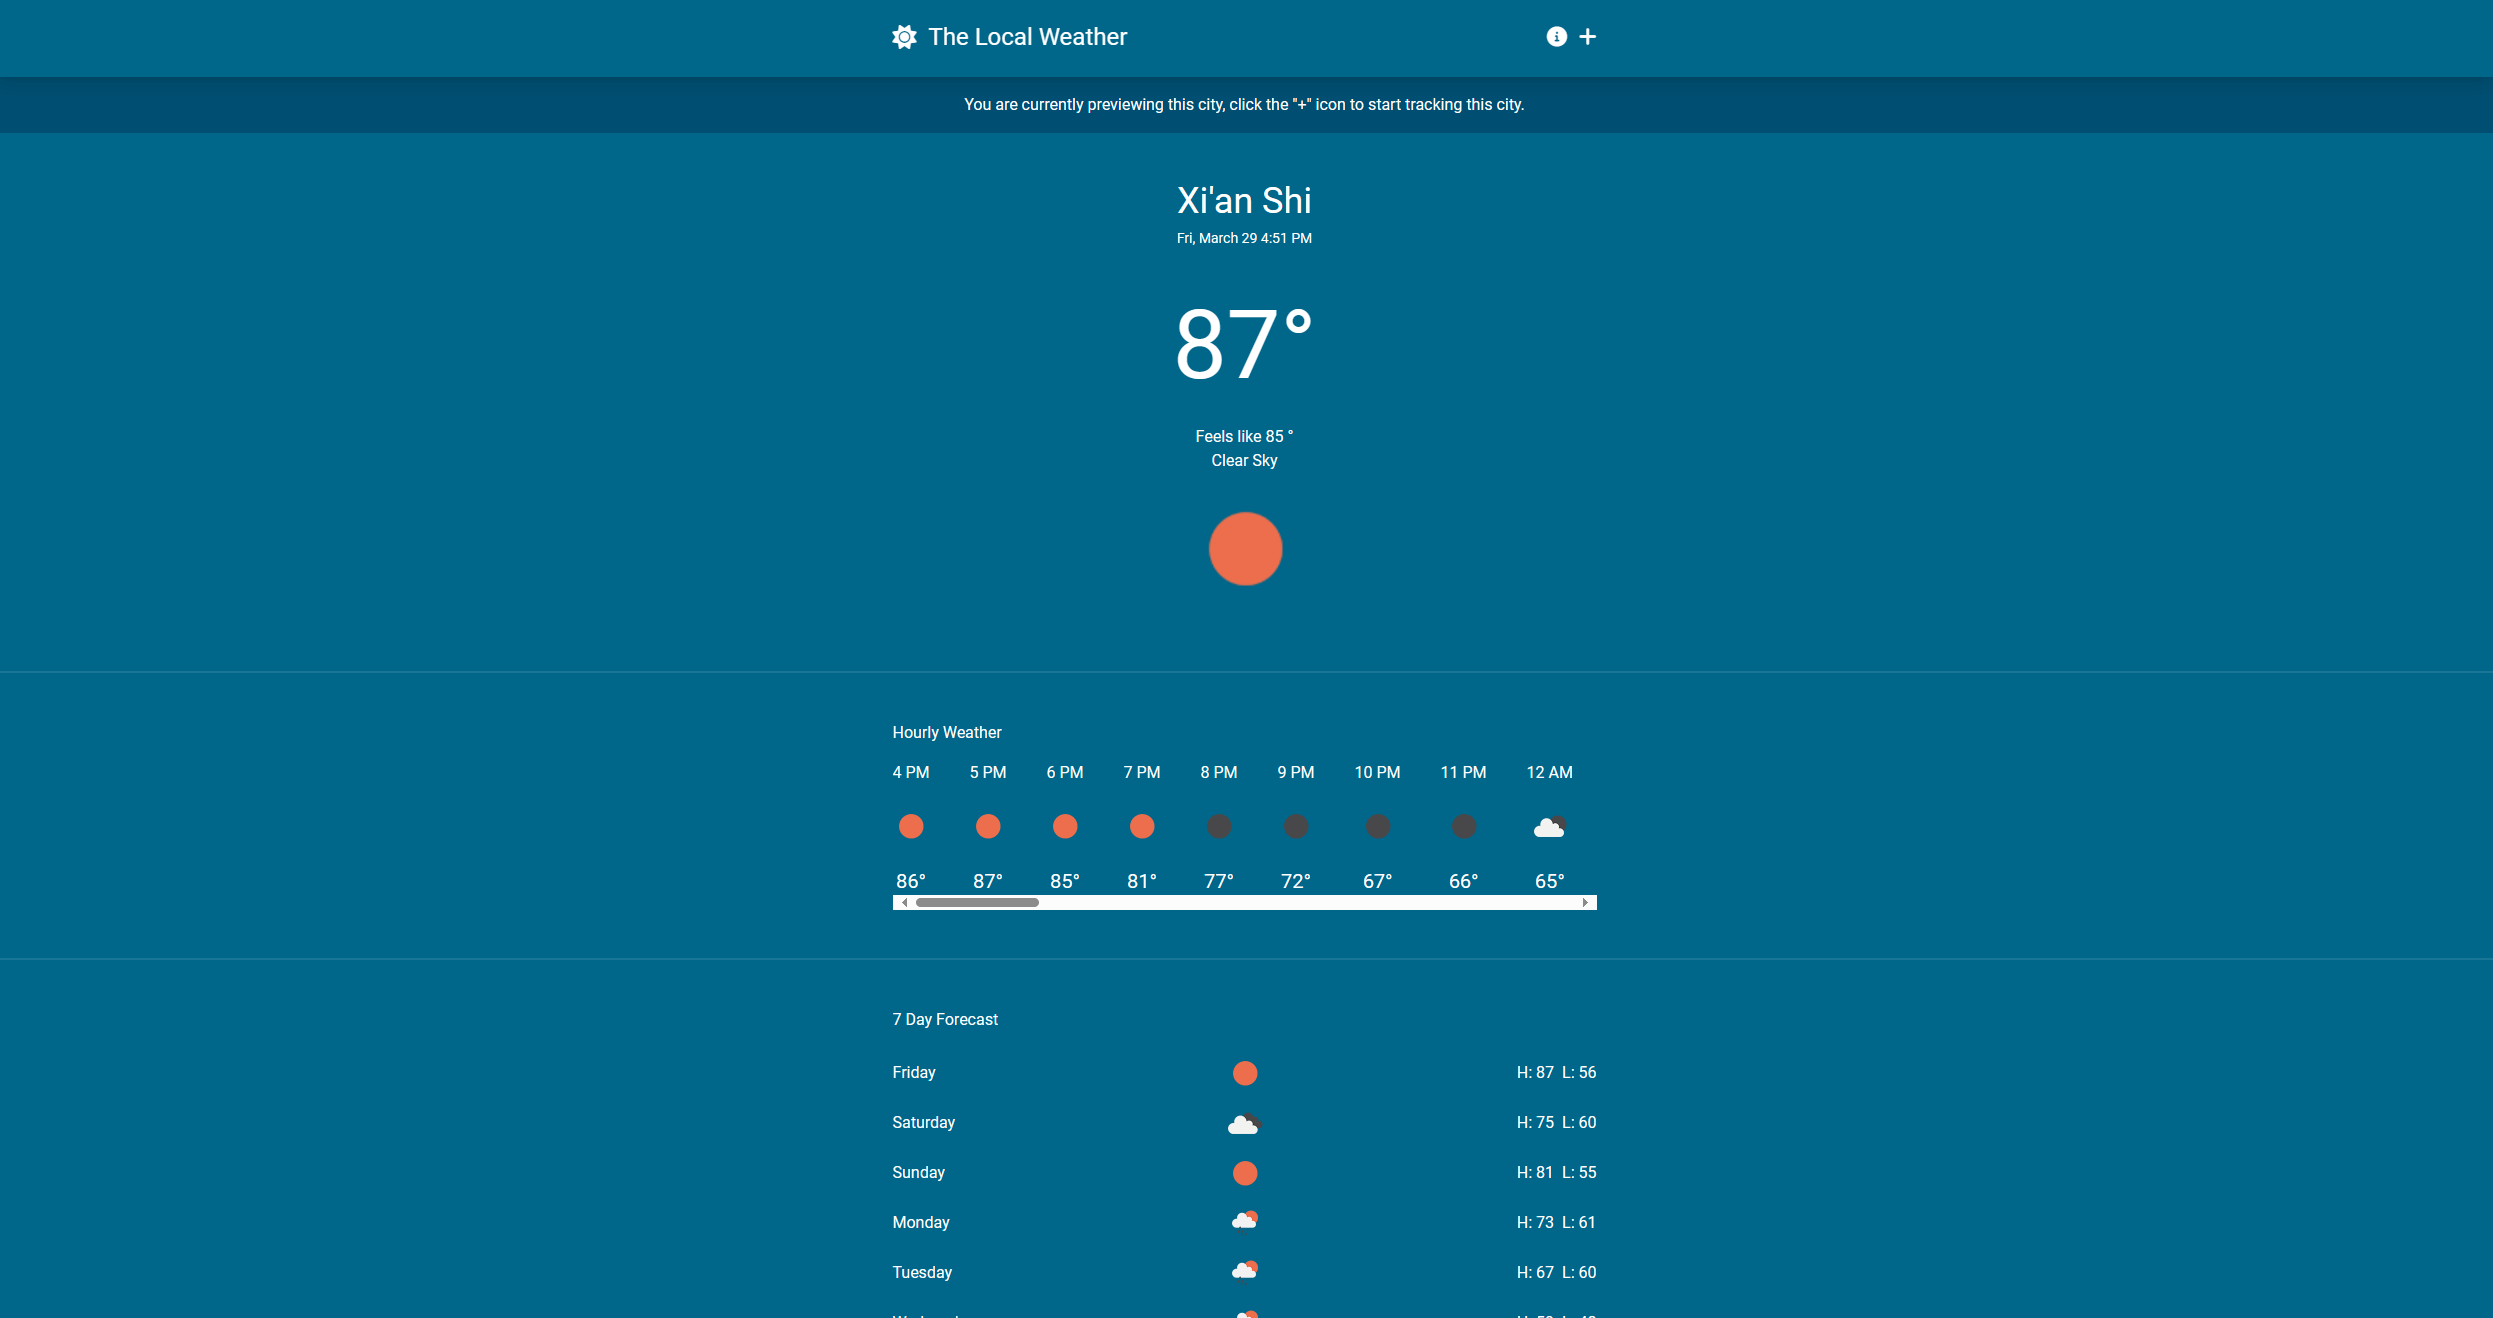 The Local Weather
You are currently previewing this city, click the "+" icon to start tracking this city.
Xi'an Shi
Fri, March 29 4:51 PM
87°
Feels like 85 °
Clear Sky
Hourly Weather
4 PM 5 PM 6 PM 7 PM 8 PM 9 PM 10 PM 11 PM 12 AM
86° 87° 85° 81° 77° 72° 67° 66° 65°
7 Day Forecast
Friday H: 87 L: 56
Saturday H: 75 L: 60
Sunday H: 81 L: 55
Monday H: 73 L: 61
Tuesday H: 67 L: 60